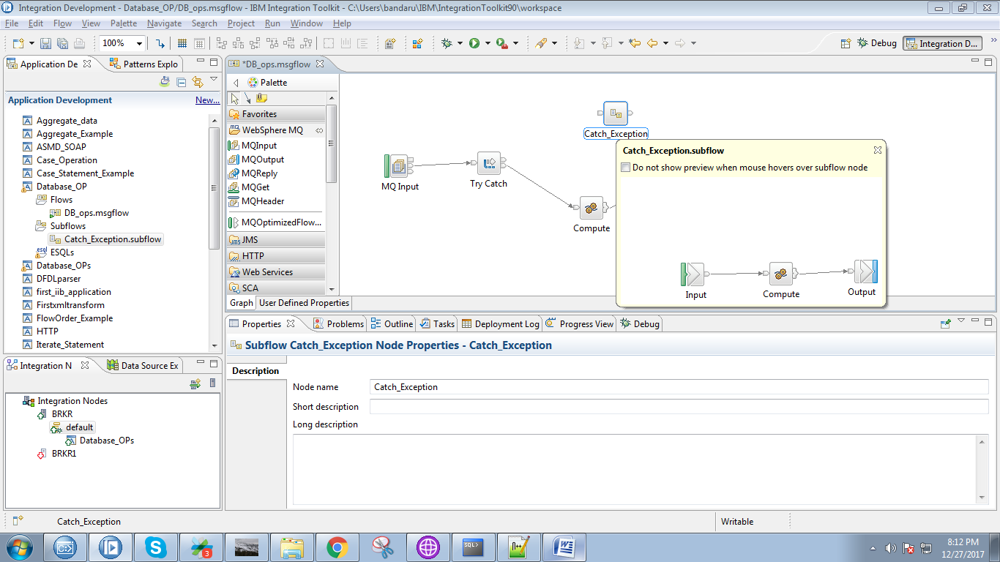 Integration Development - Database_OP/DB_ops.msgflow - IBM Integration Toolkit - C:\Users\bandaru\IBM\IntegrationToolkit90\workspace
File Edit Flow View Palette Navigate Search Project Run Window Help
100%
Debug
Integration D...
Application De
Patterns Explo
Application Development
New...
Aggregate_data
Aggregate_Example
ASMD_SOAP
Case_Operation
Case_Statement_Example
Database_OP
Flows
DB_ops.msgflow
Subflows
Catch_Exception.subflow
esql
ESQLs
Database_OPs
DFDLparser
first_iib_application
Firstxmltransform
FlowOrder_Example
HTTP
Iterate_Statement
Integration N
Data Source Ex
Integration Nodes
BRKR
default
Database_OPs
BRKR1
*DB_ops.msgflow
Palette
Favorites
WebSphere MQ
MQInput
MQOutput
MQReply
MQGet
MQHeader
MQOptimizedFlow...
JMS
HTTP
Web Services
SCA
Graph
User Defined Properties
MQ Input
Try Catch
Compute
Catch_Exception
Catch_Exception.subflow
Do not show preview when mouse hovers over subflow node
Input
Compute
Output
Properties
Problems
Outline
Tasks
Deployment Log
Progress View
Debug
Subflow Catch_Exception Node Properties - Catch_Exception
Description
Node name
Catch_Exception
Short description
Long description
Catch_Exception
Writable
C:\
3
SQL>
8:12 PM
12/27/2017